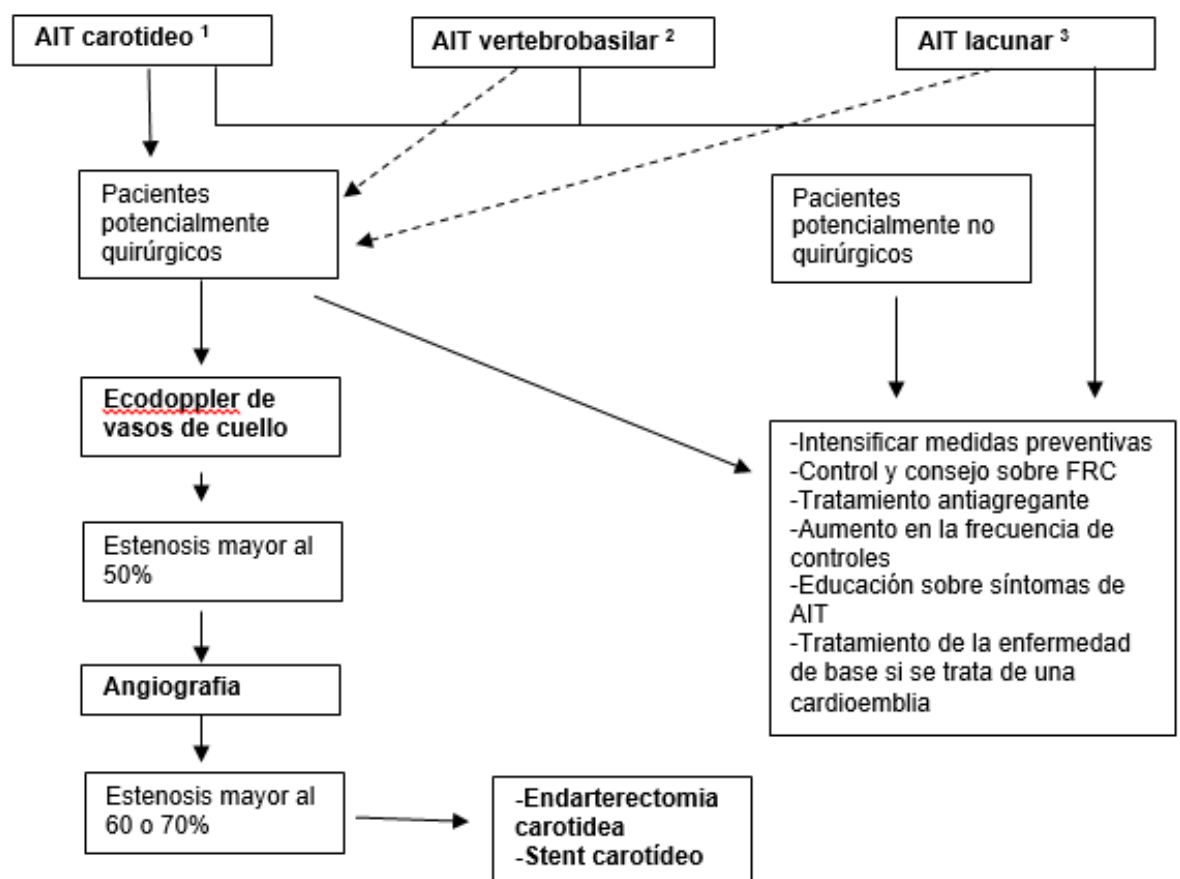 AIT carotideo 1
AIT vertebrobasilar 2
AIT lacunar 3
Pacientes
potencialmente
quirúrgicos
Pacientes
potencialmente no
quirúrgicos
Ecodoppler de
vasos de cuello
Estenosis mayor al
50%
Angiografia
Estenosis mayor al
60 o 70%
-Endarterectomia
carotidea
-Stent carotídeo
-Intensificar medidas preventivas
-Control y consejo sobre FRC
-Tratamiento antiagregante
-Aumento en la frecuencia de
controles
-Educación sobre síntomas de
AIT
-Tratamiento de la enfermedad
de base si se trata de una
cardioemblia